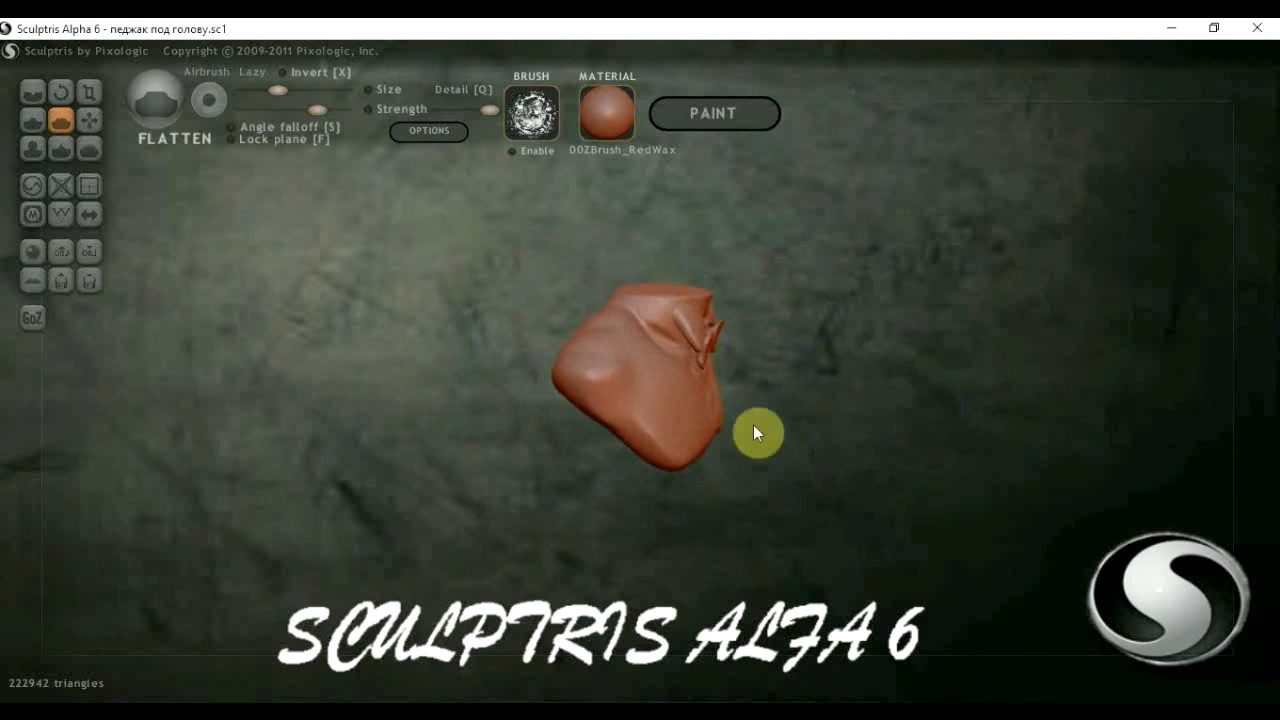 Sculptris Alpha 6 - педжак под голову.sc1
Sculptris by Pixologic Copyright © 2009-2011 Pixologic, Inc.
Airbrush Lazy Invert [X]
BRUSH MATERIAL
Size Detail [Q]
Strength
PAINT
Angle falloff [S]
OPTIONS
FLATTEN Lock plane [F]
Enable 00ZBrush_RedWax
GoZ
SCULPTRIS ALFA 6
222942 triangles